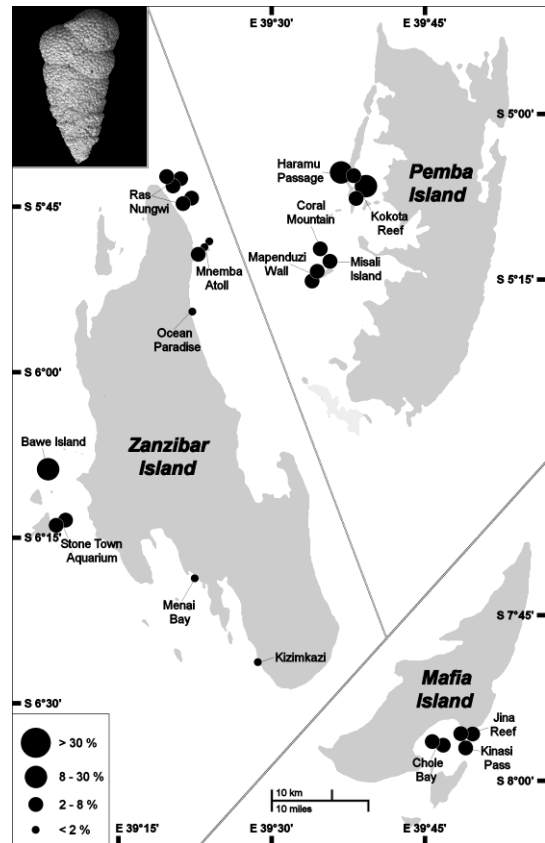 E 39°30'
E 39°45'
S 5°00'
Haramu
Passage
Pemba
Island
Coral
Mountain
Kokota
Reef
Ras
Nungwi
S 5°45'
Mapenduzi
Wall
Misali
Island
Mnemba
Atoll
S 5°15'
Ocean
Paradise
S 6°00'
Bawe Island
Zanzibar
Island
S 6°15'
Stone Town
Aquarium
Menai
Bay
S 7°45'
Kizimkazi
Mafia
Island
S 6°30'
Jina
Reef
Chole
Bay
Kinasi
Pass
> 30 %
8 - 30 %
2 - 8 %
< 2 %
S 8°00'
10 km
10 miles
E 39°15'
E 39°30'
E 39°45'